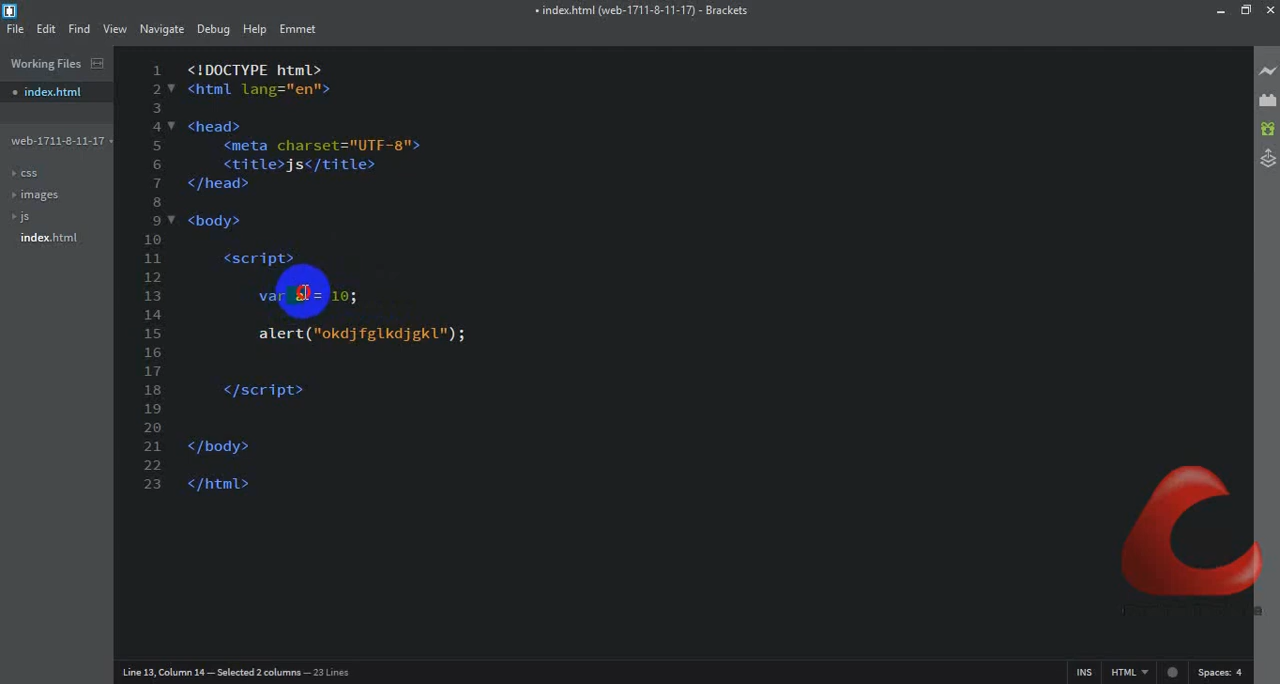 • index.html (web-1711-8-11-17) - Brackets
File Edit Find View Navigate Debug Help Emmet
Working Files
• index.html
web-1711-8-11-17
css
images
js
index.html
1 <!DOCTYPE html>
2 <html lang="en">
3
4 <head>
5 <meta charset="UTF-8">
6 <title>js</title>
7 </head>
8
9 <body>
10
11 <script>
12
13 var a = 10;
14
15 alert("okdjfglkdjgkl");
16
17
18 </script>
19
20
21 </body>
22
23 </html>
Line 13, Column 14 — Selected 2 columns — 23 Lines
INS HTML Spaces: 4